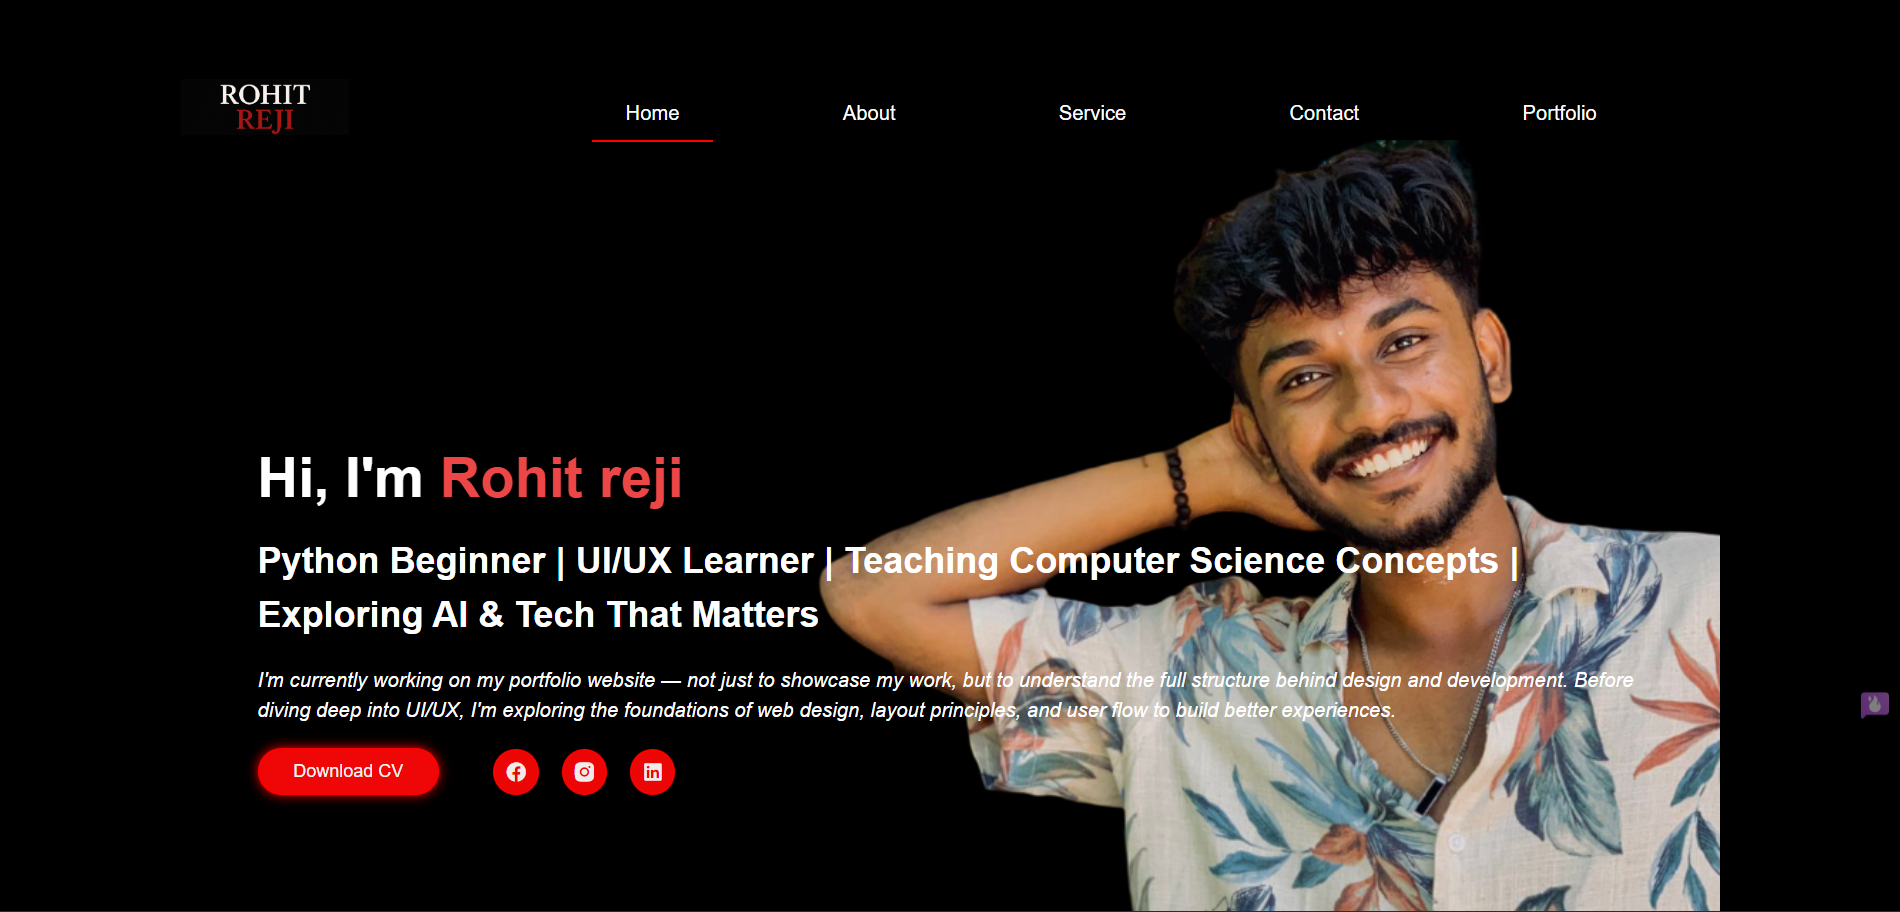 ROHIT
REJI
Home About Service Contact Portfolio
Hi, I'm Rohit reji
Python Beginner | UI/UX Learner | Teaching Computer Science Concepts |
Exploring AI & Tech That Matters
I'm currently working on my portfolio website — not just to showcase my work, but to understand the full structure behind design and development. Before
diving deep into UI/UX, I'm exploring the foundations of web design, layout principles, and user flow to build better experiences.
Download CV